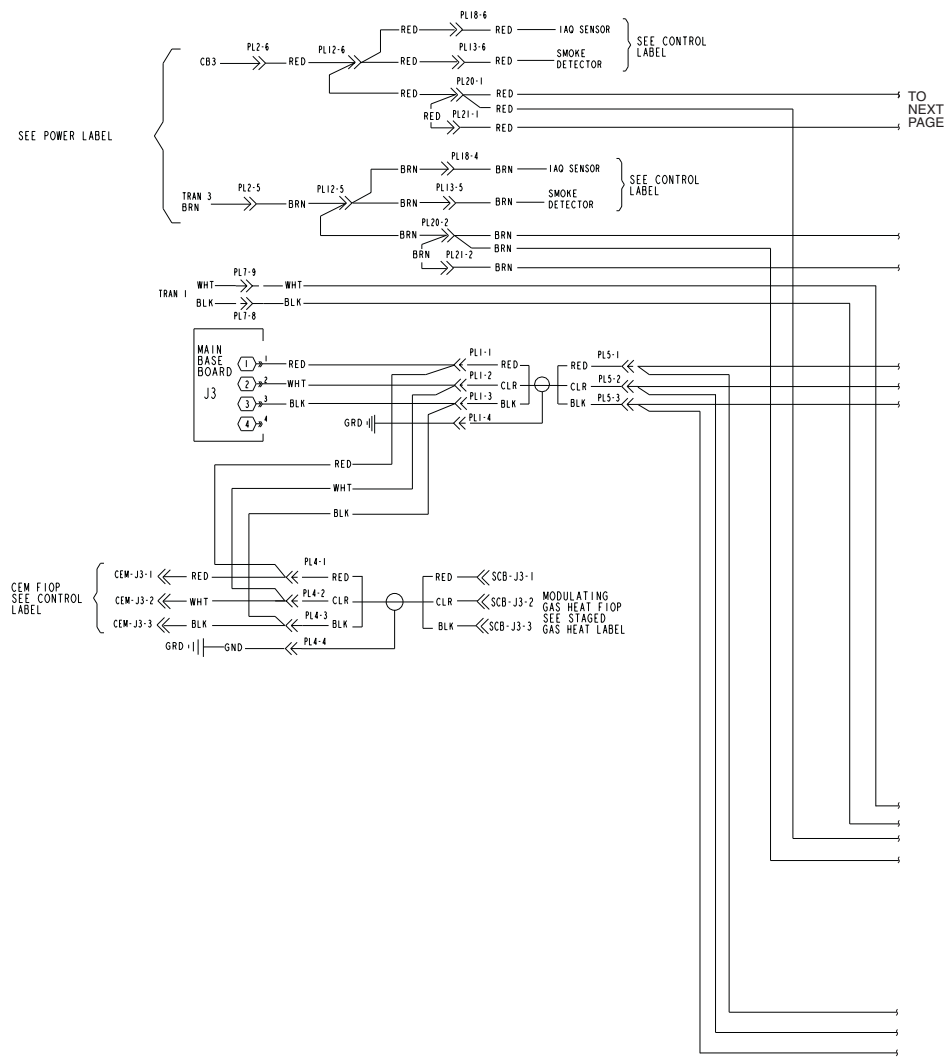 PL18-6
RED RED IAQ SENSOR
SEE CONTROL
LABEL
PL2-6 PL12-6 PL13-6
CB3 RED RED RED SMOKE
DETECTOR
PL20-1
RED RED
RED
RED PL21-1
RED
TO
NEXT
PAGE
SEE POWER LABEL
PL18-4
BRN BRN IAQ SENSOR
SEE CONTROL
LABEL
PL2-5 PL12-5 PL13-5
TRAN 3
BRN
BRN BRN BRN SMOKE
DETECTOR
PL20-2
BRN BRN
BRN
BRN PL21-2
BRN
PL7-9
WHT WHT
TRAN 1
BLK BLK
PL7-8
MAIN
BASE
BOARD
J3
1 1 RED PL1-1 RED RED PL5-1
2 2 WHT PL1-2 CLR CLR PL5-2
3 3 BLK PL1-3 BLK BLK PL5-3
4 4
GRD PL1-4
RED
WHT
BLK
CEM FIOP
SEE CONTROL
LABEL
CEM-J3-1 RED PL4-1 RED RED SCB-J3-1
CEM-J3-2 WHT PL4-2 CLR CLR SCB-J3-2
CEM-J3-3 BLK PL4-3 BLK BLK SCB-J3-3
GRD GND PL4-4
MODULATING
GAS HEAT FIOP
SEE STAGED
GAS HEAT LABEL